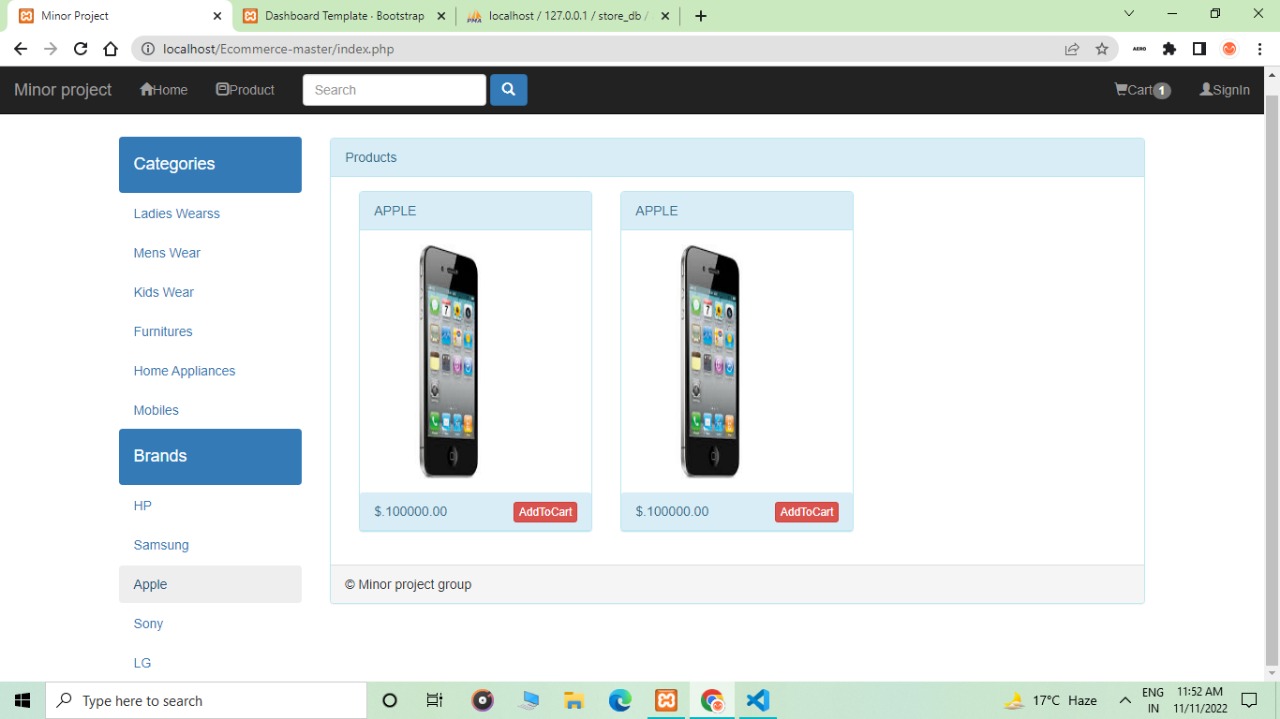 Minor Project
Dashboard Template · Bootstrap
localhost / 127.0.0.1 / store_db /
localhost/Ecommerce-master/index.php
Minor project
Home
Product
Search
Cart 1
SignIn
Categories
Ladies Wearss
Mens Wear
Kids Wear
Furnitures
Home Appliances
Mobiles
Brands
HP
Samsung
Apple
Sony
LG
Products
APPLE
$.100000.00
AddToCart
APPLE
$.100000.00
AddToCart
© Minor project group
Type here to search
17°C Haze
ENG
IN
11:52 AM
11/11/2022